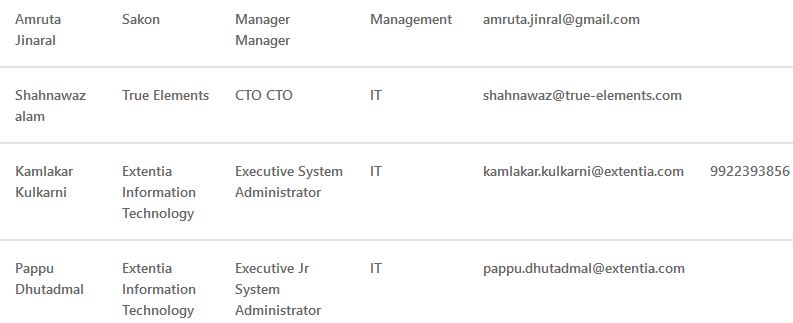 Amruta Sakon Manager Management amruta.jinral@gmail.com
Jinaral Manager
Shahnawaz True Elements CTO CTO IT shahnawaz@true-elements.com
alam
Kamlakar Extentia Executive System IT kamlakar.kulkarni@extentia.com 9922393856
Kulkarni Information Administrator
Technology
Pappu Extentia Executive Jr IT pappu.dhutadmal@extentia.com
Dhutadmal Information System
Technology Administrator